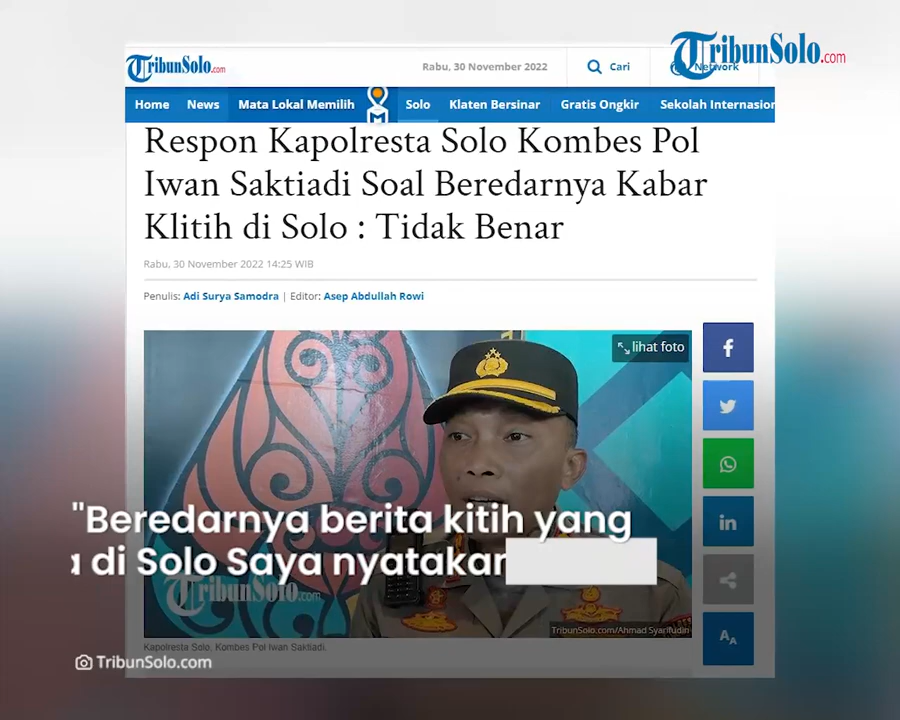 TribunSolo.com
TribunSolo.com
Rabu, 30 November 2022
Cari
Network
Home News Mata Lokal Memilih Solo Klaten Bersinar Gratis Ongkir Sekolah Internasion
Respon Kapolresta Solo Kombes Pol
Iwan Saktiadi Soal Beredarnya Kabar
Klitih di Solo : Tidak Benar
Rabu, 30 November 2022 14:25 WIB
Penulis: Adi Surya Samodra | Editor: Asep Abdullah Rowi
lihat foto
"Beredarnya berita kitih yang
di Solo Saya nyatakan
TribunSolo.com
TribunSolo.com/Ahmad Syarifudin
Kapolresta Solo, Kombes Pol Iwan Saktiadi.
TribunSolo.com